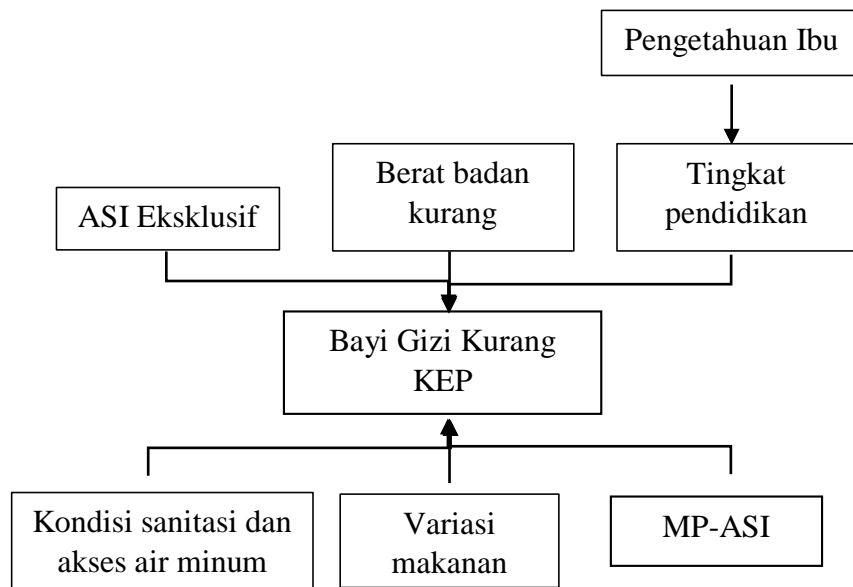 Pengetahuan Ibu
ASI Eksklusif
Berat badan
kurang
Tingkat
pendidikan
Bayi Gizi Kurang
KEP
Kondisi sanitasi dan
akses air minum
Variasi
makanan
MP-ASI